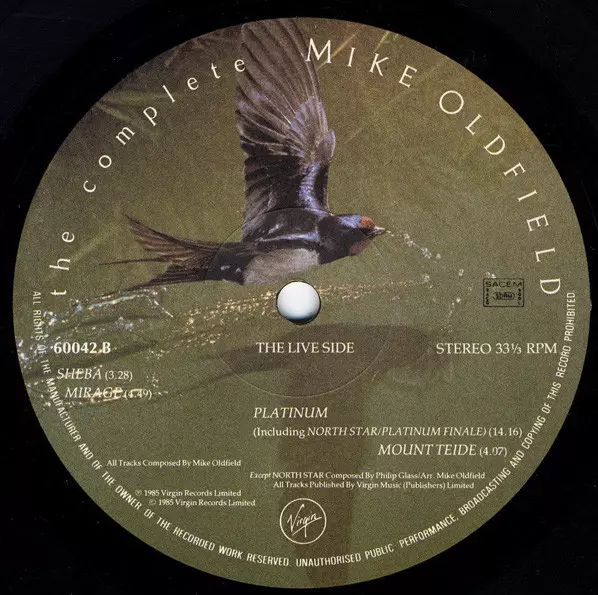 the complete MIKE OLDFIELD
SACEM
60042 B
THE LIVE SIDE
STEREO 33⅓ RPM
SHEBA (3.28)
MIRAGE (4.49)
PLATINUM
(Including NORTH STAR/PLATINUM FINALE) (14.16)
MOUNT TEIDE (4.07)
All Tracks Composed By Mike Oldfield
Except NORTH STAR Composed By Philip Glass/Arr. Mike Oldfield
All Tracks Published By Virgin Music (Publishers) Limited
℗ 1985 Virgin Records Limited
© 1985 Virgin Records Limited
Virgin
ALL RIGHTS OF THE MANUFACTURER AND OF THE OWNER OF THE RECORDED WORK RESERVED. UNAUTHORISED PUBLIC PERFORMANCE, BROADCASTING AND COPYING OF THIS RECORD PROHIBITED.